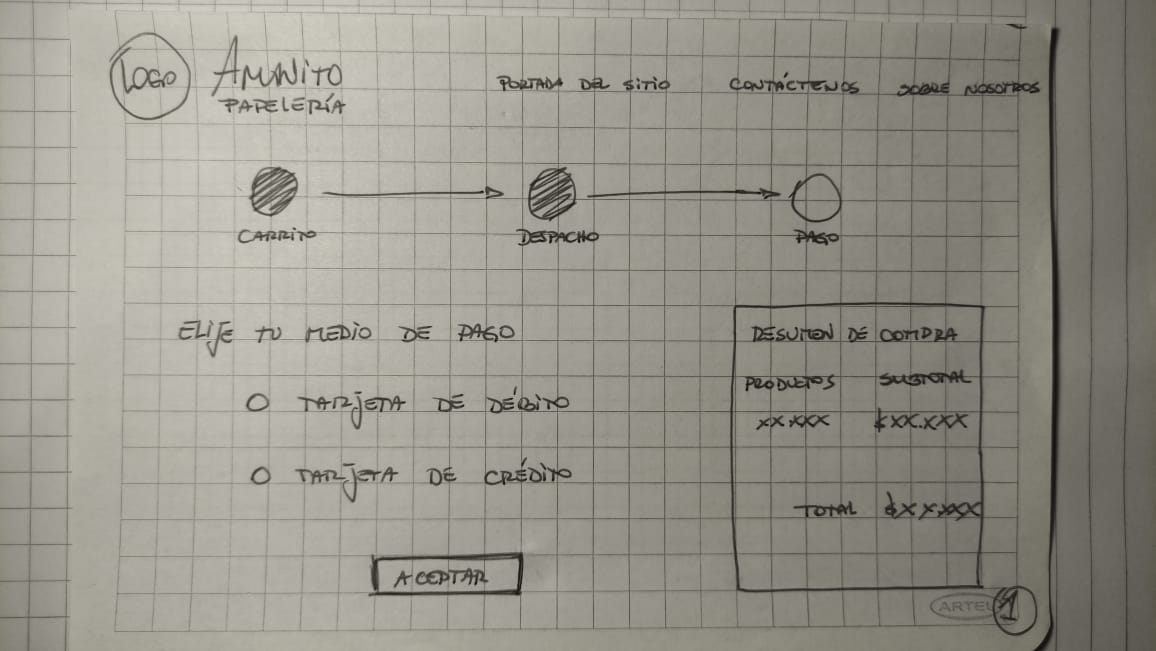 LOGO
AMUNITO
PAPELERÍA
PORTADA DEL SITIO
CONTÁCTENOS
SOBRE NOSOTROS
CARRITO
DESPACHO
PAGO
ELIJE TU MEDIO DE PAGO
TARJETA DE DÉBITO
TARJETA DE CRÉDITO
ACEPTAR
RESUMEN DE COMPRA
PRODUCTOS SUBTOTAL
XX.XXX $XX.XXX
TOTAL $XX.XXX
ARTEL
1